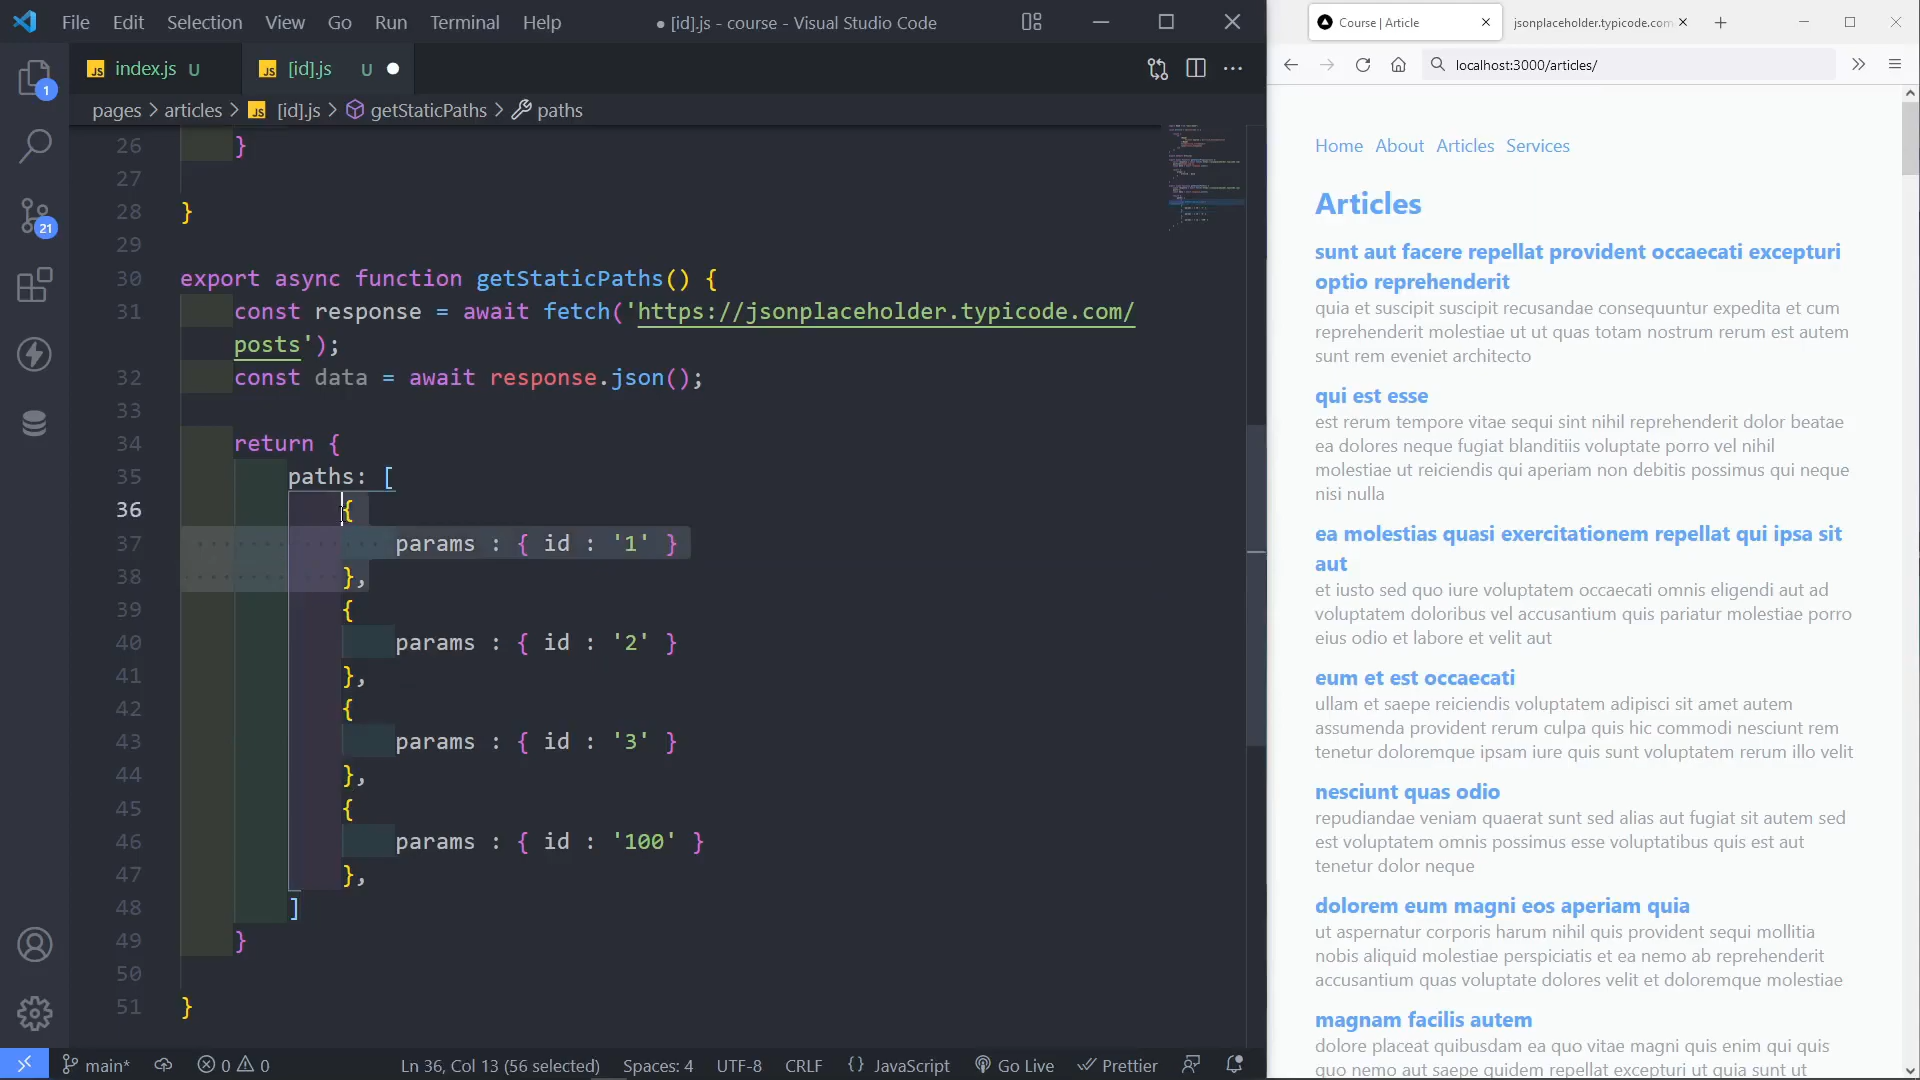 File Edit Selection View Go Run Terminal Help
● [id].js - course - Visual Studio Code
JS index.js U
JS [id].js U
pages > articles > JS [id].js > getStaticPaths > paths
1
21
26 }
27
28 }
29
30 export async function getStaticPaths() {
31 const response = await fetch('https://jsonplaceholder.typicode.com/
posts');
32 const data = await response.json();
33
34 return {
35 paths: [
36 {
37 params : { id : '1' }
38 },
39 {
40 params : { id : '2' }
41 },
42 {
43 params : { id : '3' }
44 },
45 {
46 params : { id : '100' }
47 },
48 ]
49 }
50
51 }
main* 0 0 Ln 36, Col 13 (56 selected) Spaces: 4 UTF-8 CRLF {} JavaScript Go Live Prettier
Course | Article
jsonplaceholder.typicode.com
localhost:3000/articles/
Home About Articles Services
Articles
sunt aut facere repellat provident occaecati excepturi
optio reprehenderit
quia et suscipit suscipit recusandae consequuntur expedita et cum
reprehenderit molestiae ut ut quas totam nostrum rerum est autem
sunt rem eveniet architecto
qui est esse
est rerum tempore vitae sequi sint nihil reprehenderit dolor beatae
ea dolores neque fugiat blanditiis voluptate porro vel nihil
molestiae ut reiciendis qui aperiam non debitis possimus qui neque
nisi nulla
ea molestias quasi exercitationem repellat qui ipsa sit
aut
et iusto sed quo iure voluptatem occaecati omnis eligendi aut ad
voluptatem doloribus vel accusantium quis pariatur molestiae porro
eius odio et labore et velit aut
eum et est occaecati
ullam et saepe reiciendis voluptatem adipisci sit amet autem
assumenda provident rerum culpa quis hic commodi nesciunt rem
tenetur doloremque ipsam iure quis sunt voluptatem rerum illo velit
nesciunt quas odio
repudiandae veniam quaerat sunt sed alias aut fugiat sit autem sed
est voluptatem omnis possimus esse voluptatibus quis est aut
tenetur dolor neque
dolorem eum magni eos aperiam quia
ut aspernatur corporis harum nihil quis provident sequi mollitia
nobis aliquid molestiae perspiciatis et ea nemo ab reprehenderit
accusantium quas voluptate dolores velit et doloremque molestiae
magnam facilis autem
dolore placeat quibusdam ea quo vitae magni quis enim qui quis
quo nemo aut saepe quidem repellat excepturi ut quia sunt ut